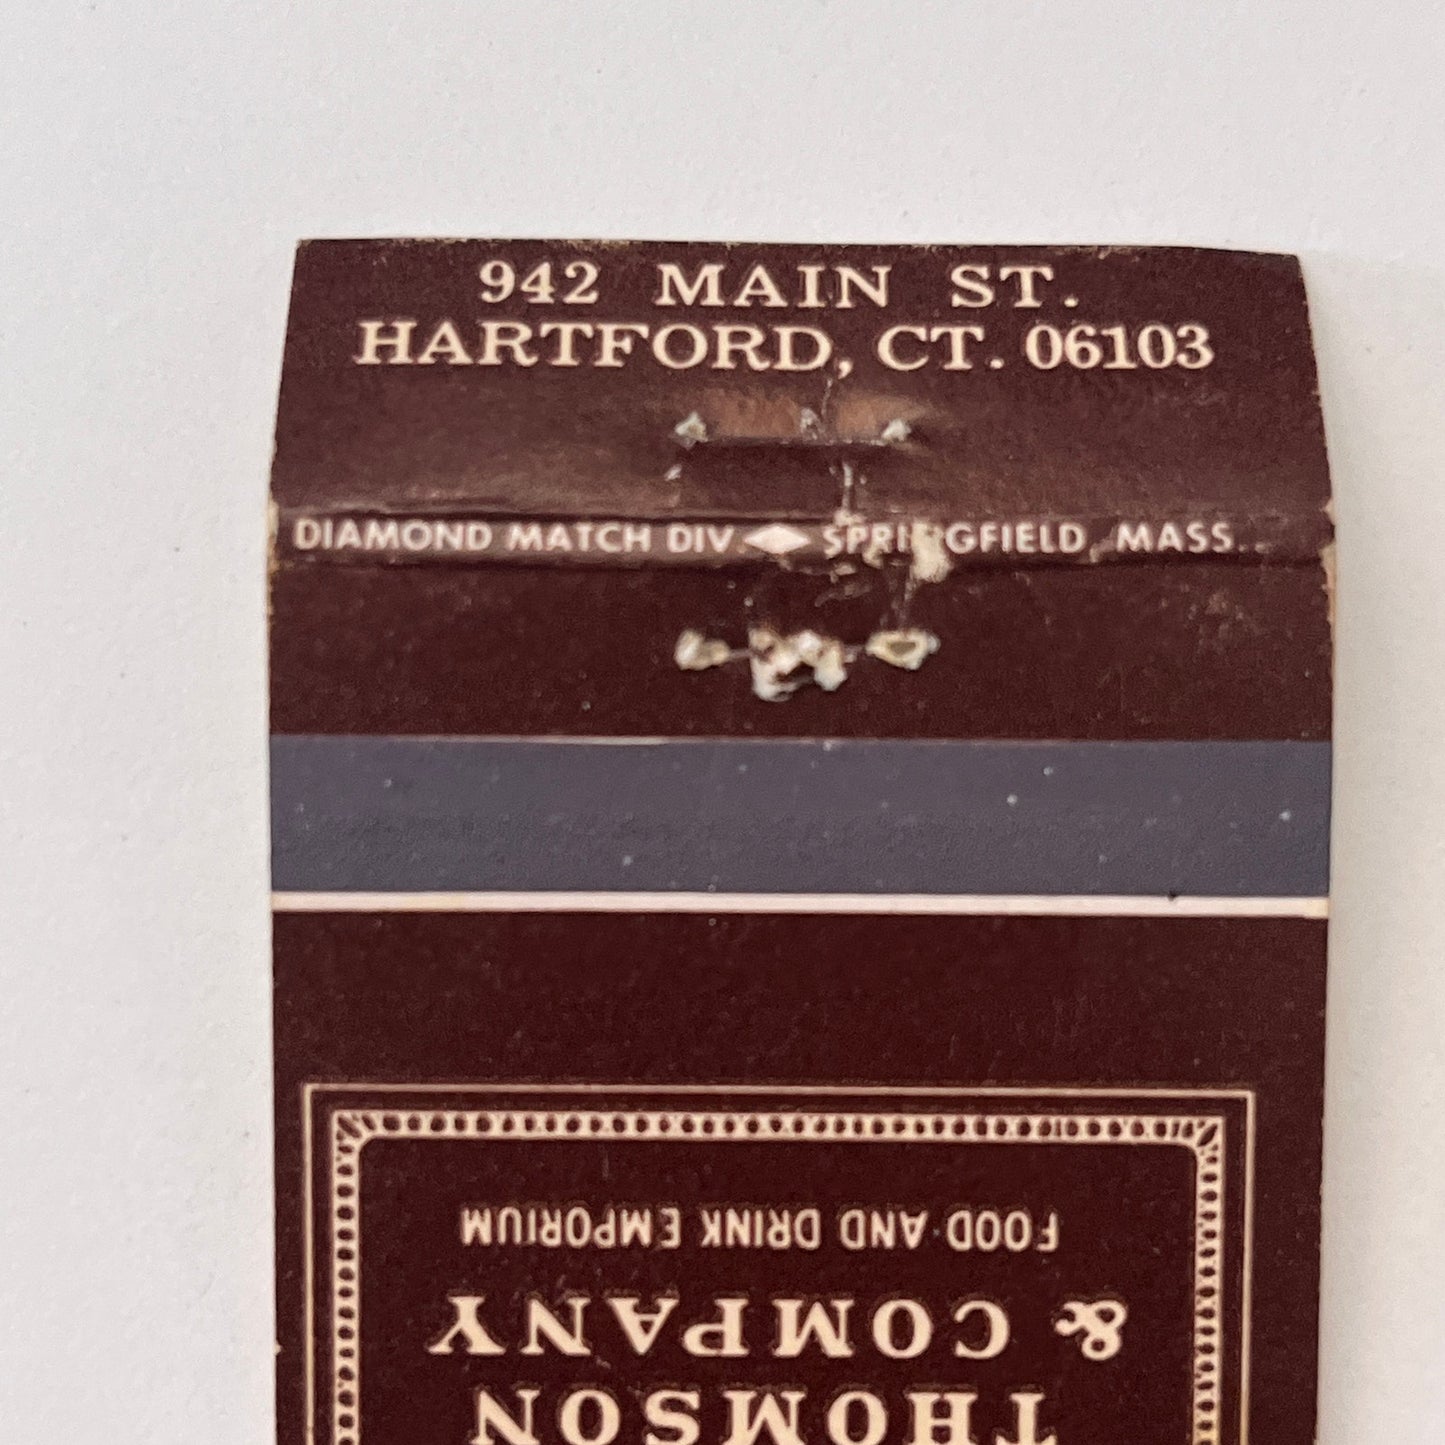 942 MAIN ST.
HARTFORD, CT. 06103
DIAMOND MATCH DIV SPRINGFIELD, MASS.
THOMSON
& COMPANY
FOOD AND DRINK EMPORIUM